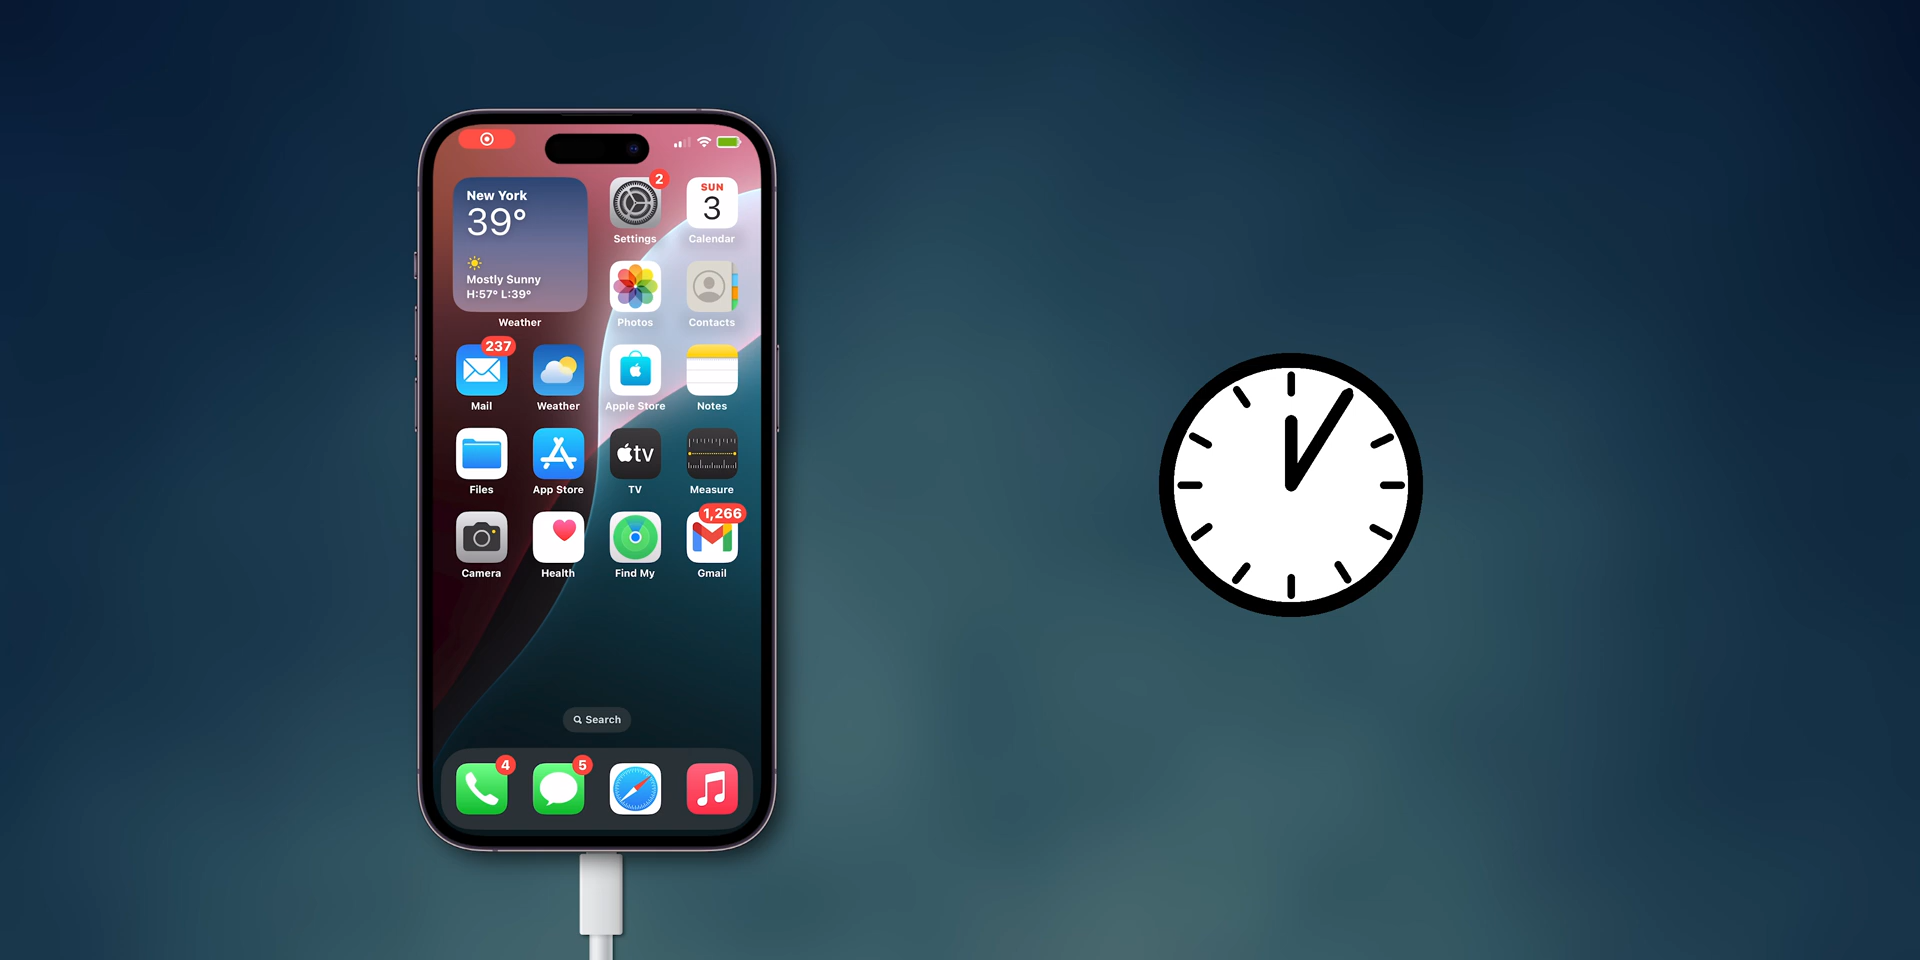 2
SUN
3
New York
39°
Mostly Sunny
H:57° L:39°
Weather
Settings
Calendar
Photos
Contacts
237
Mail
Weather
Apple Store
Notes
tv
Files
App Store
TV
Measure
1,266
Camera
Health
Find My
Gmail
Search
4
5